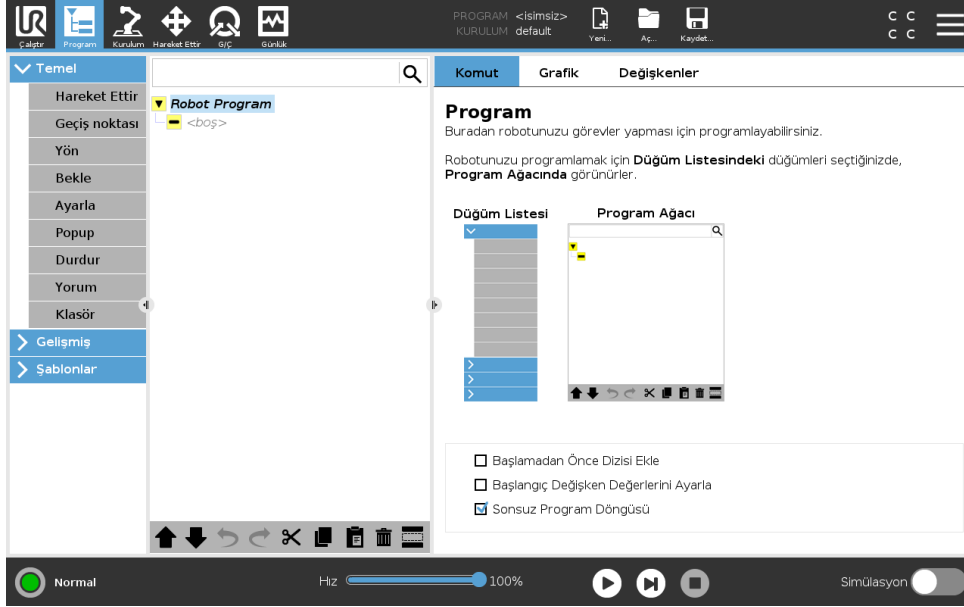 UR
PROGRAM <isimsiz>
KURULUM default
C C
C C
Çalıştır Program Kurulum Hareket Ettir G/Ç Günlük Yeni... Aç... Kaydet...
Temel
Hareket Ettir
Geçiş noktası
Yön
Bekle
Ayarla
Popup
Durdur
Yorum
Klasör
Gelişmiş
Şablonlar
Robot Program
<boş>
Komut Grafik Değişkenler
Program
Buradan robotunuzu görevler yapması için programlayabilirsiniz.
Robotunuzu programlamak için Düğüm Listesindeki düğümleri seçtiğinizde,
Program Ağacında görünürler.
Düğüm Listesi Program Ağacı
Başlamadan Önce Dizisi Ekle
Başlangıç Değişken Değerlerini Ayarla
Sonsuz Program Döngüsü
Normal Hız 100% Simülasyon